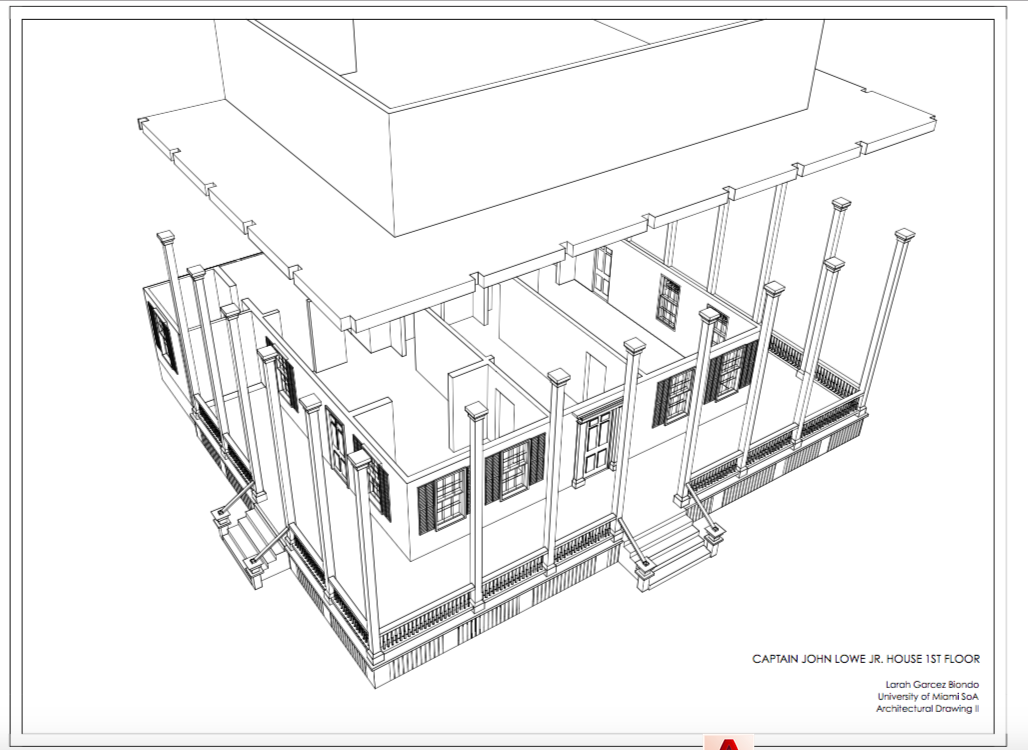 CAPTAIN JOHN LOWE JR. HOUSE 1ST FLOOR
Larah Garcez Biondo
University of Miami SoA
Architectural Drawing II